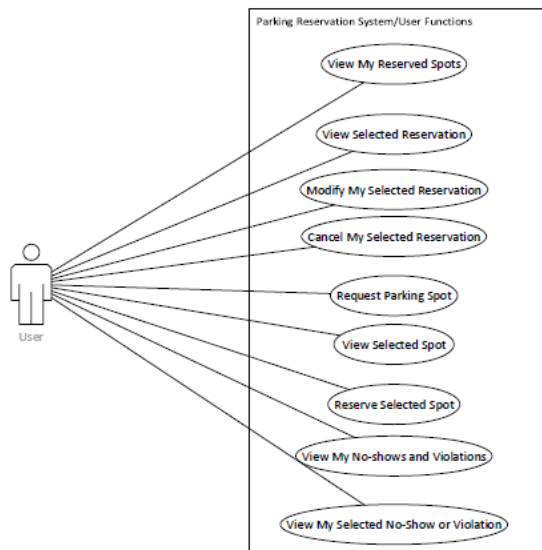 Parking Reservation System/User Functions
View My Reserved Spots
View Selected Reservation
Modify My Selected Reservation
Cancel My Selected Reservation
Request Parking Spot
User
View Selected Spot
Reserve Selected Spot
View My No-shows and Violations
View My Selected No-Show or Violation